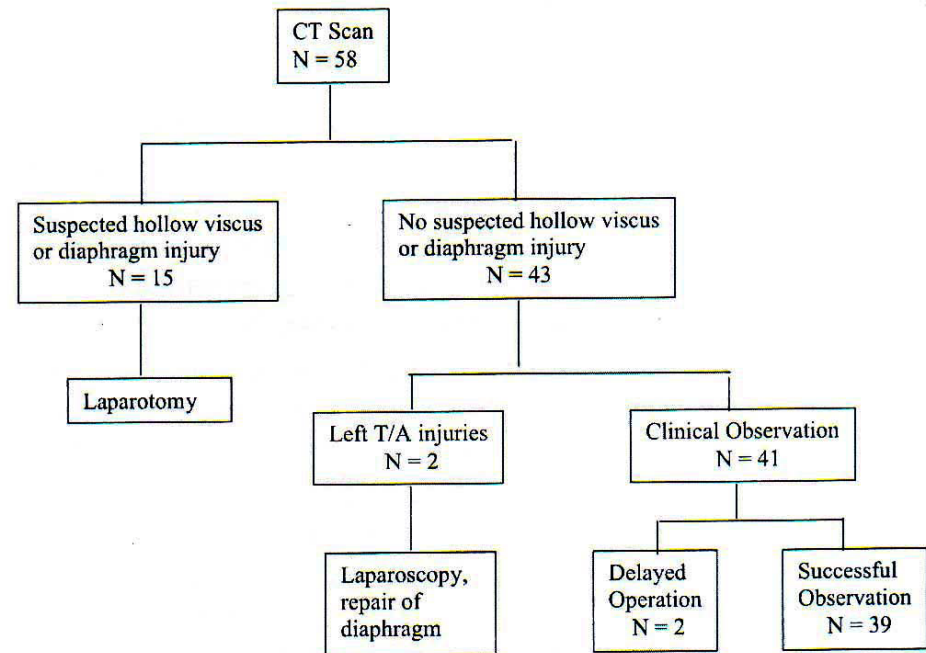 CT Scan
N = 58
Suspected hollow viscus
or diaphragm injury
N = 15
No suspected hollow viscus
or diaphragm injury
N = 43
Laparotomy
Left T/A injuries
N = 2
Clinical Observation
N = 41
Laparoscopy,
repair of
diaphragm
Delayed
Operation
N = 2
Successful
Observation
N = 39